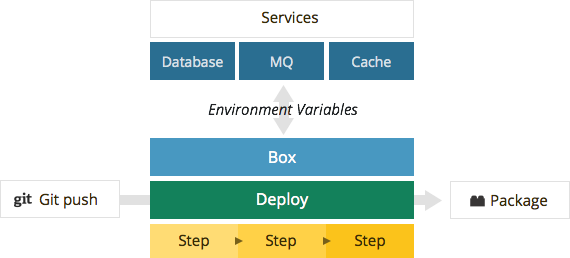 Services
Database MQ Cache
Environment Variables
Box
git Git push
Deploy
Package
Step Step Step